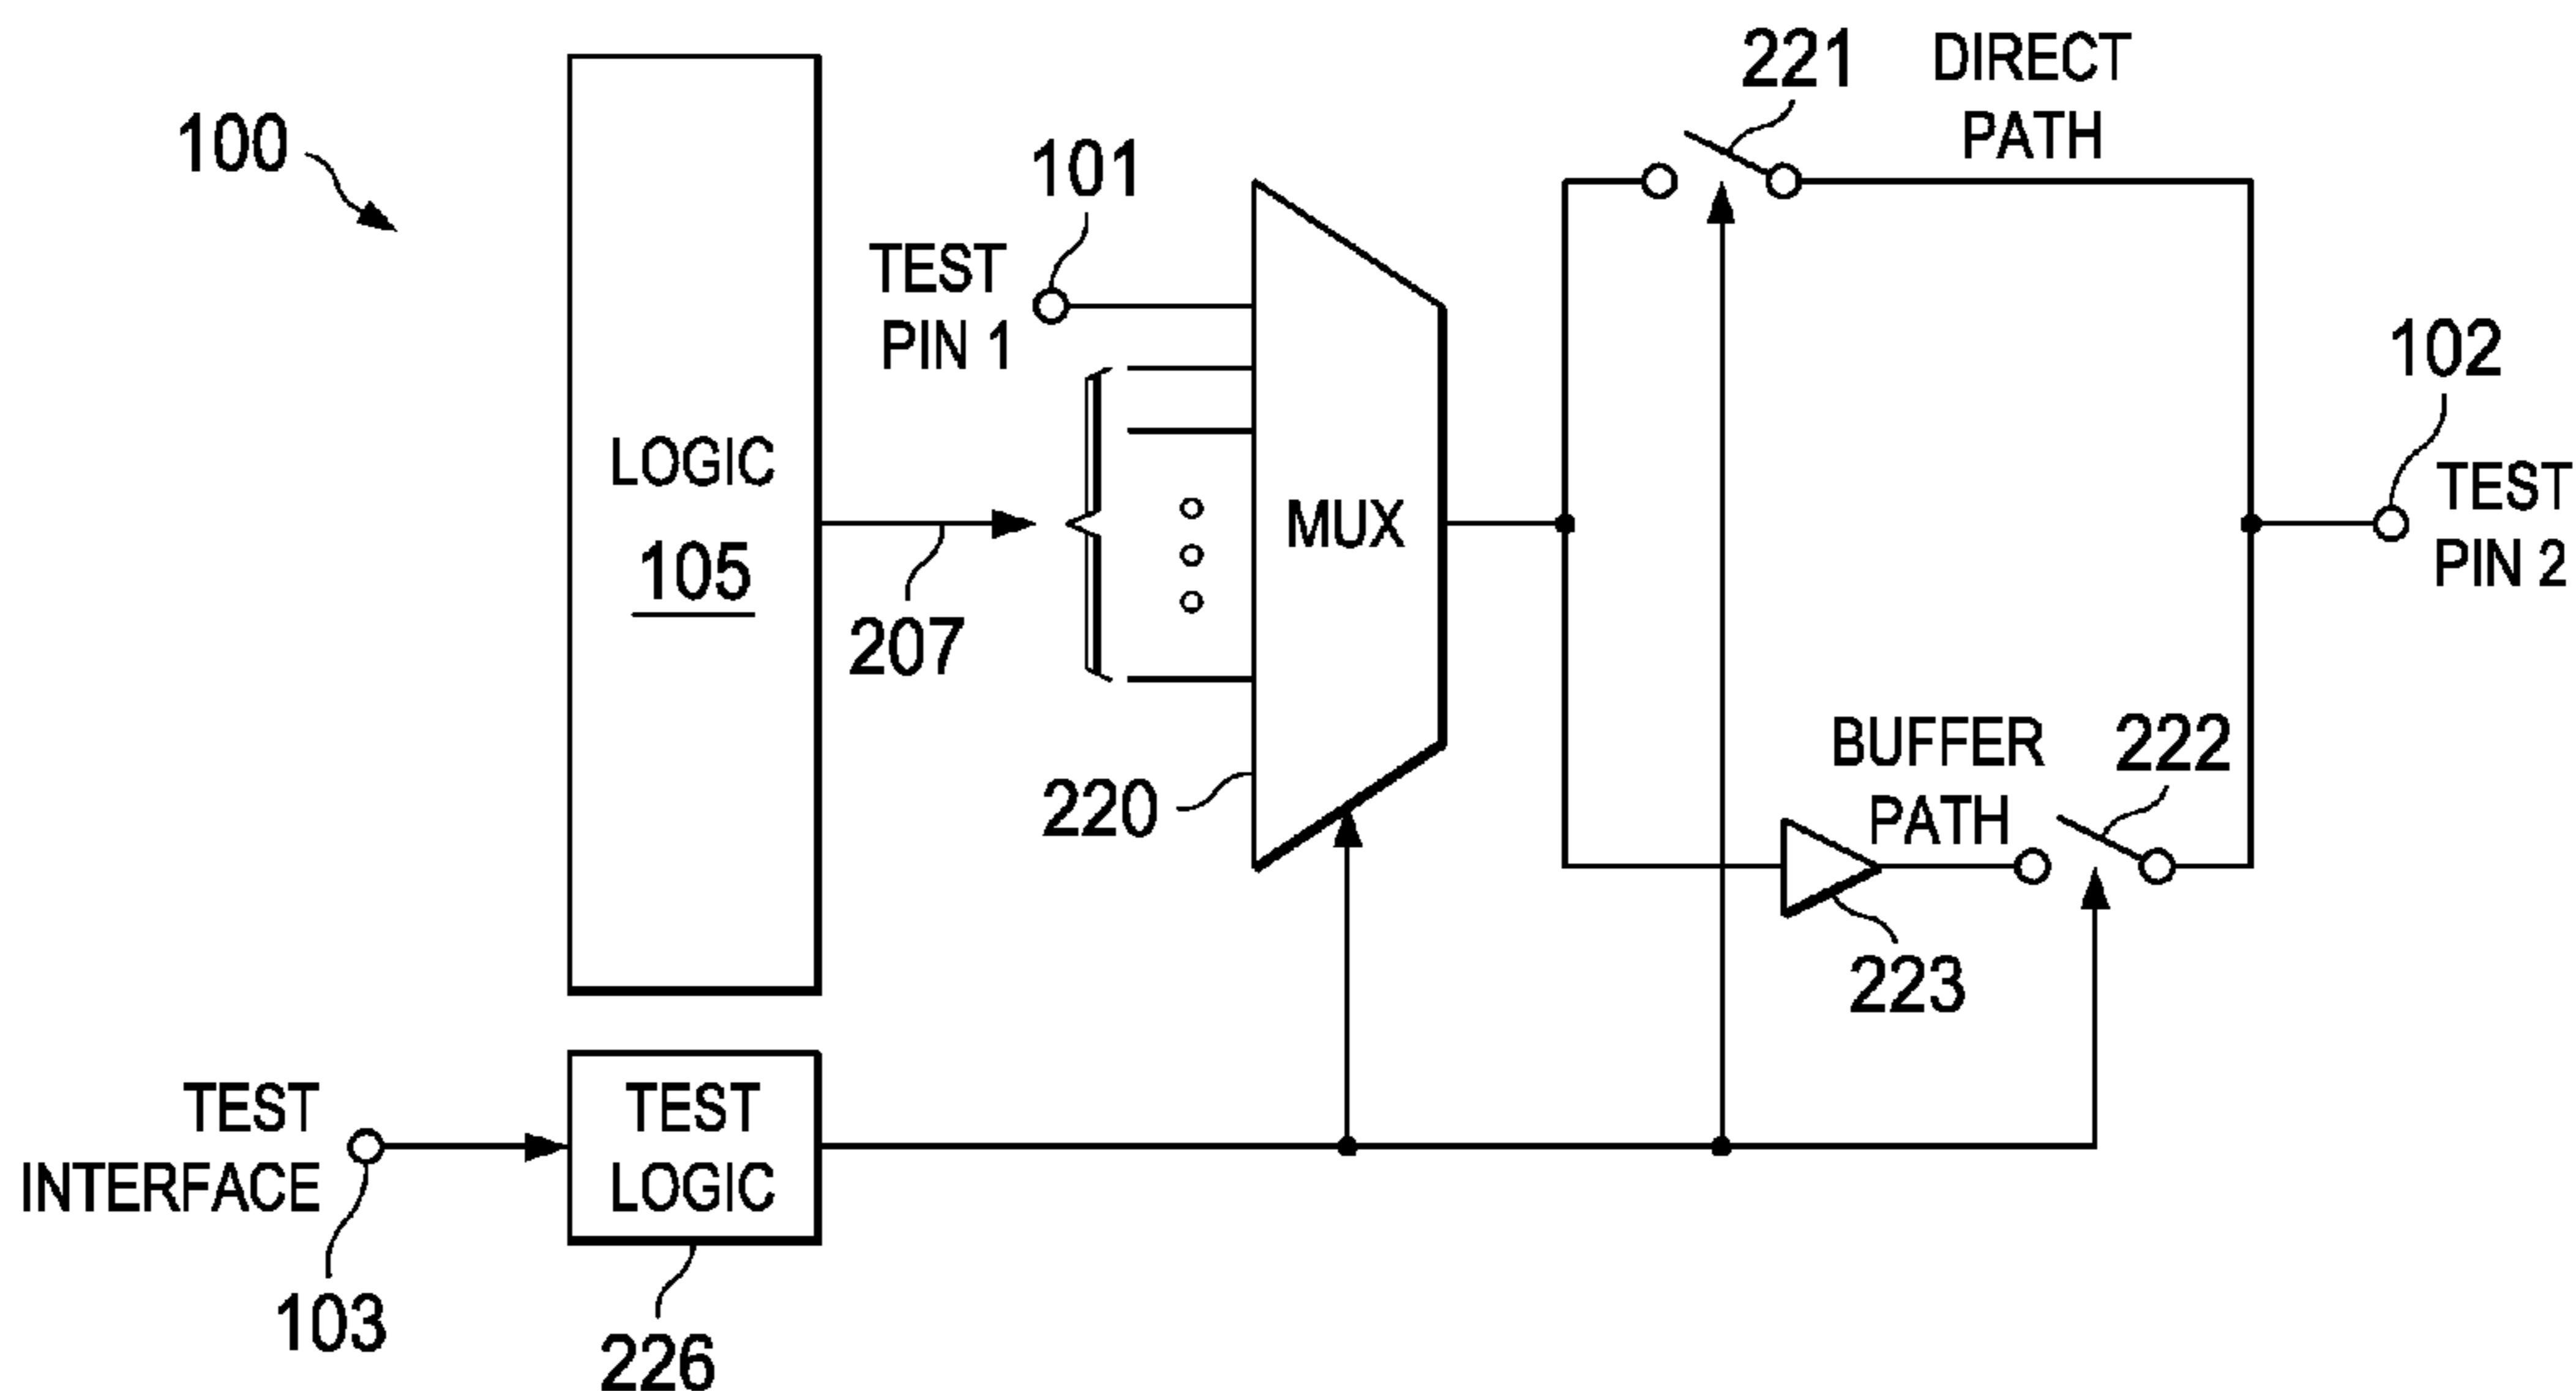 100
LOGIC
105
207
101
TEST
PIN 1
MUX
220
221
DIRECT
PATH
102
TEST
PIN 2
BUFFER
PATH
222
223
TEST
INTERFACE
103
TEST
LOGIC
226